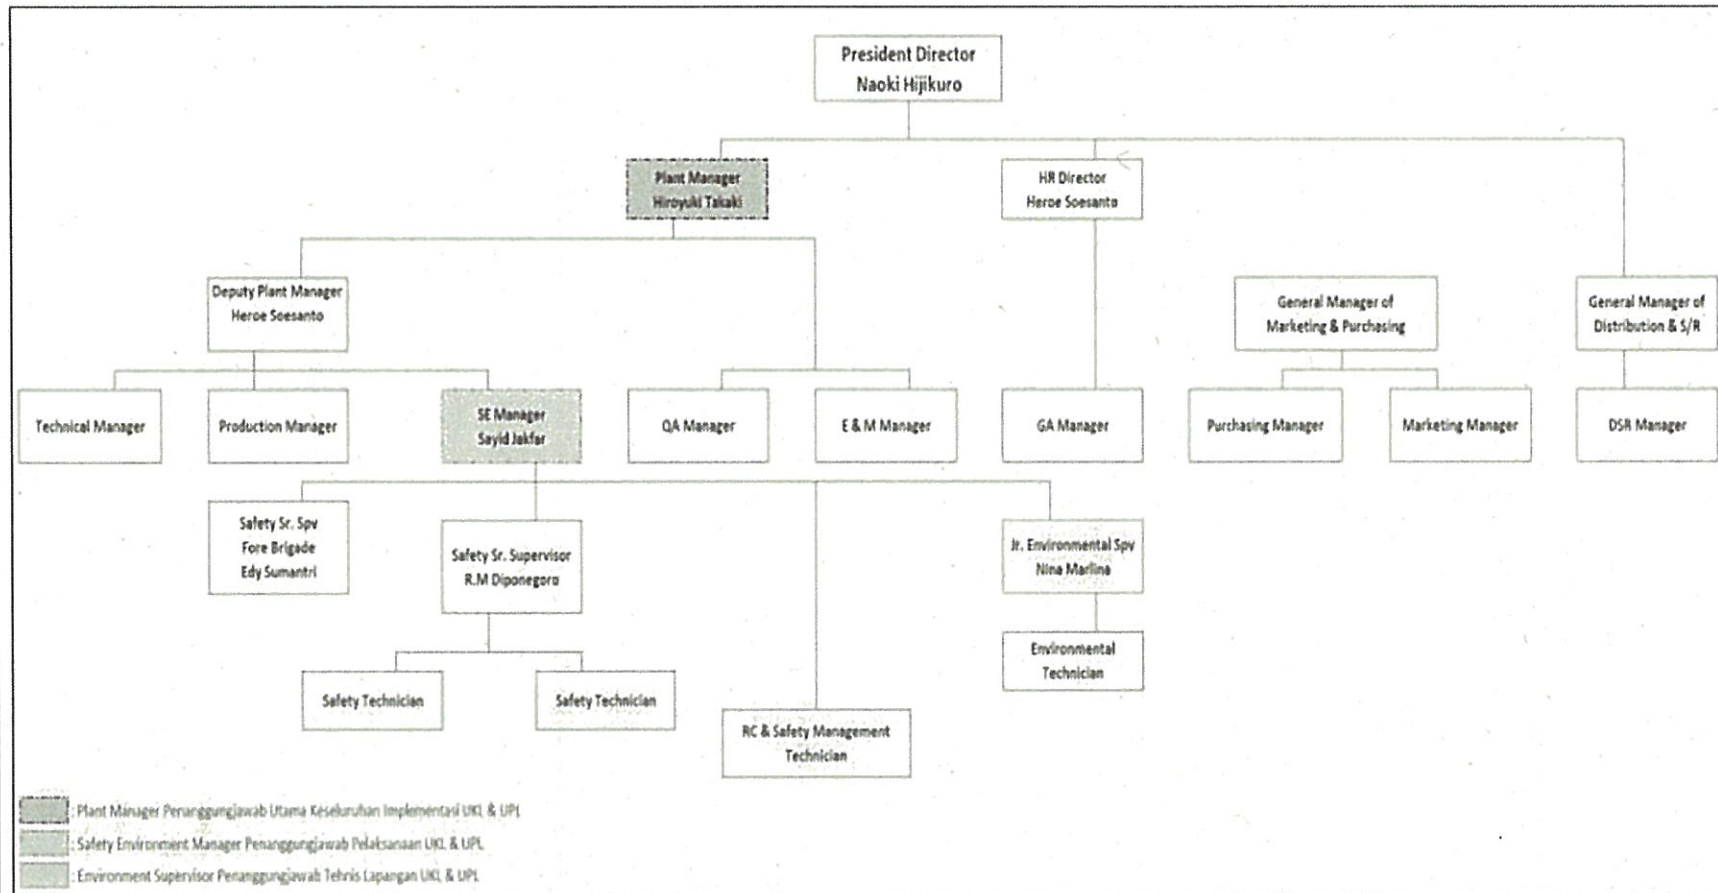 President Director
Naoki Hijikuro
Plant Manager
Hiroyuki Takaki
HR Director
Heroe Soesanto
Deputy Plant Manager
Heroe Soesanto
General Manager of
Marketing & Purchasing
General Manager of
Distribution & S/R
Technical Manager
Production Manager
SE Manager
Sayid Jakfar
QA Manager
E & M Manager
GA Manager
Purchasing Manager
Marketing Manager
DSR Manager
Safety Sr. Spv
Fore Brigade
Edy Sumantri
Safety Sr. Supervisor
R.M Diponegoro
Jr. Environmental Spv
Nina Marlina
Environmental
Technician
Safety Technician
Safety Technician
RC & Safety Management
Technician
: Plant Manager Penanggungjawab Utama Keseluruhan Implementasi UKL & UPL
: Safety Environment Manager Penanggungjawab Pelaksanaan UKL & UPL
: Environment Supervisor Penanggungjawab Tehnis Lapangan UKL & UPL